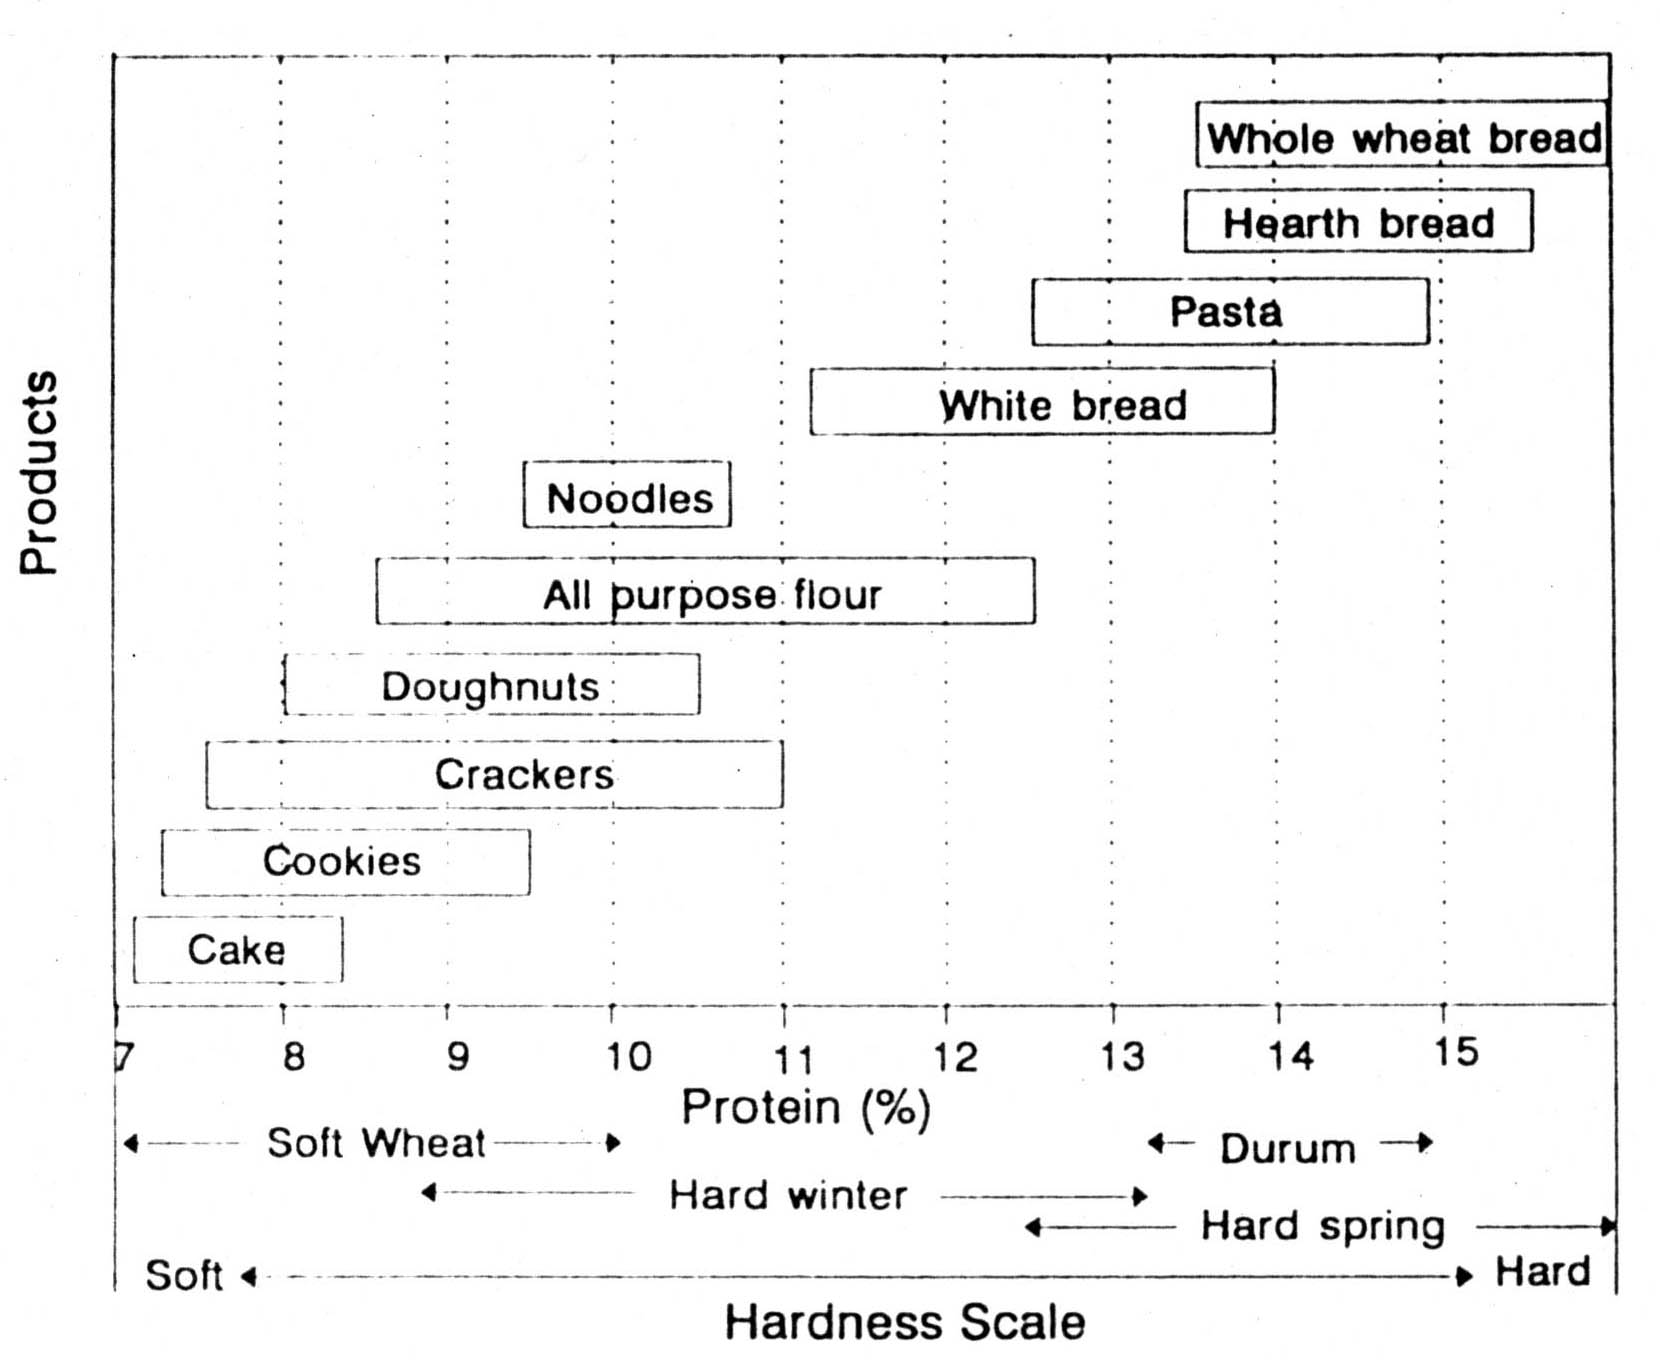 Whole wheat bread
Hearth bread
Pasta
White bread
Noodles
All purpose flour
Doughnuts
Crackers
Cookies
Cake
Products
7 8 9 10 11 12 13 14 15
Protein (%)
Soft Wheat Durum
Hard winter
Hard spring
Soft Hard
Hardness Scale